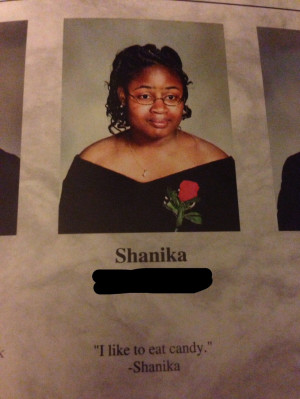 Shanika
"I like to eat candy."
-Shanika